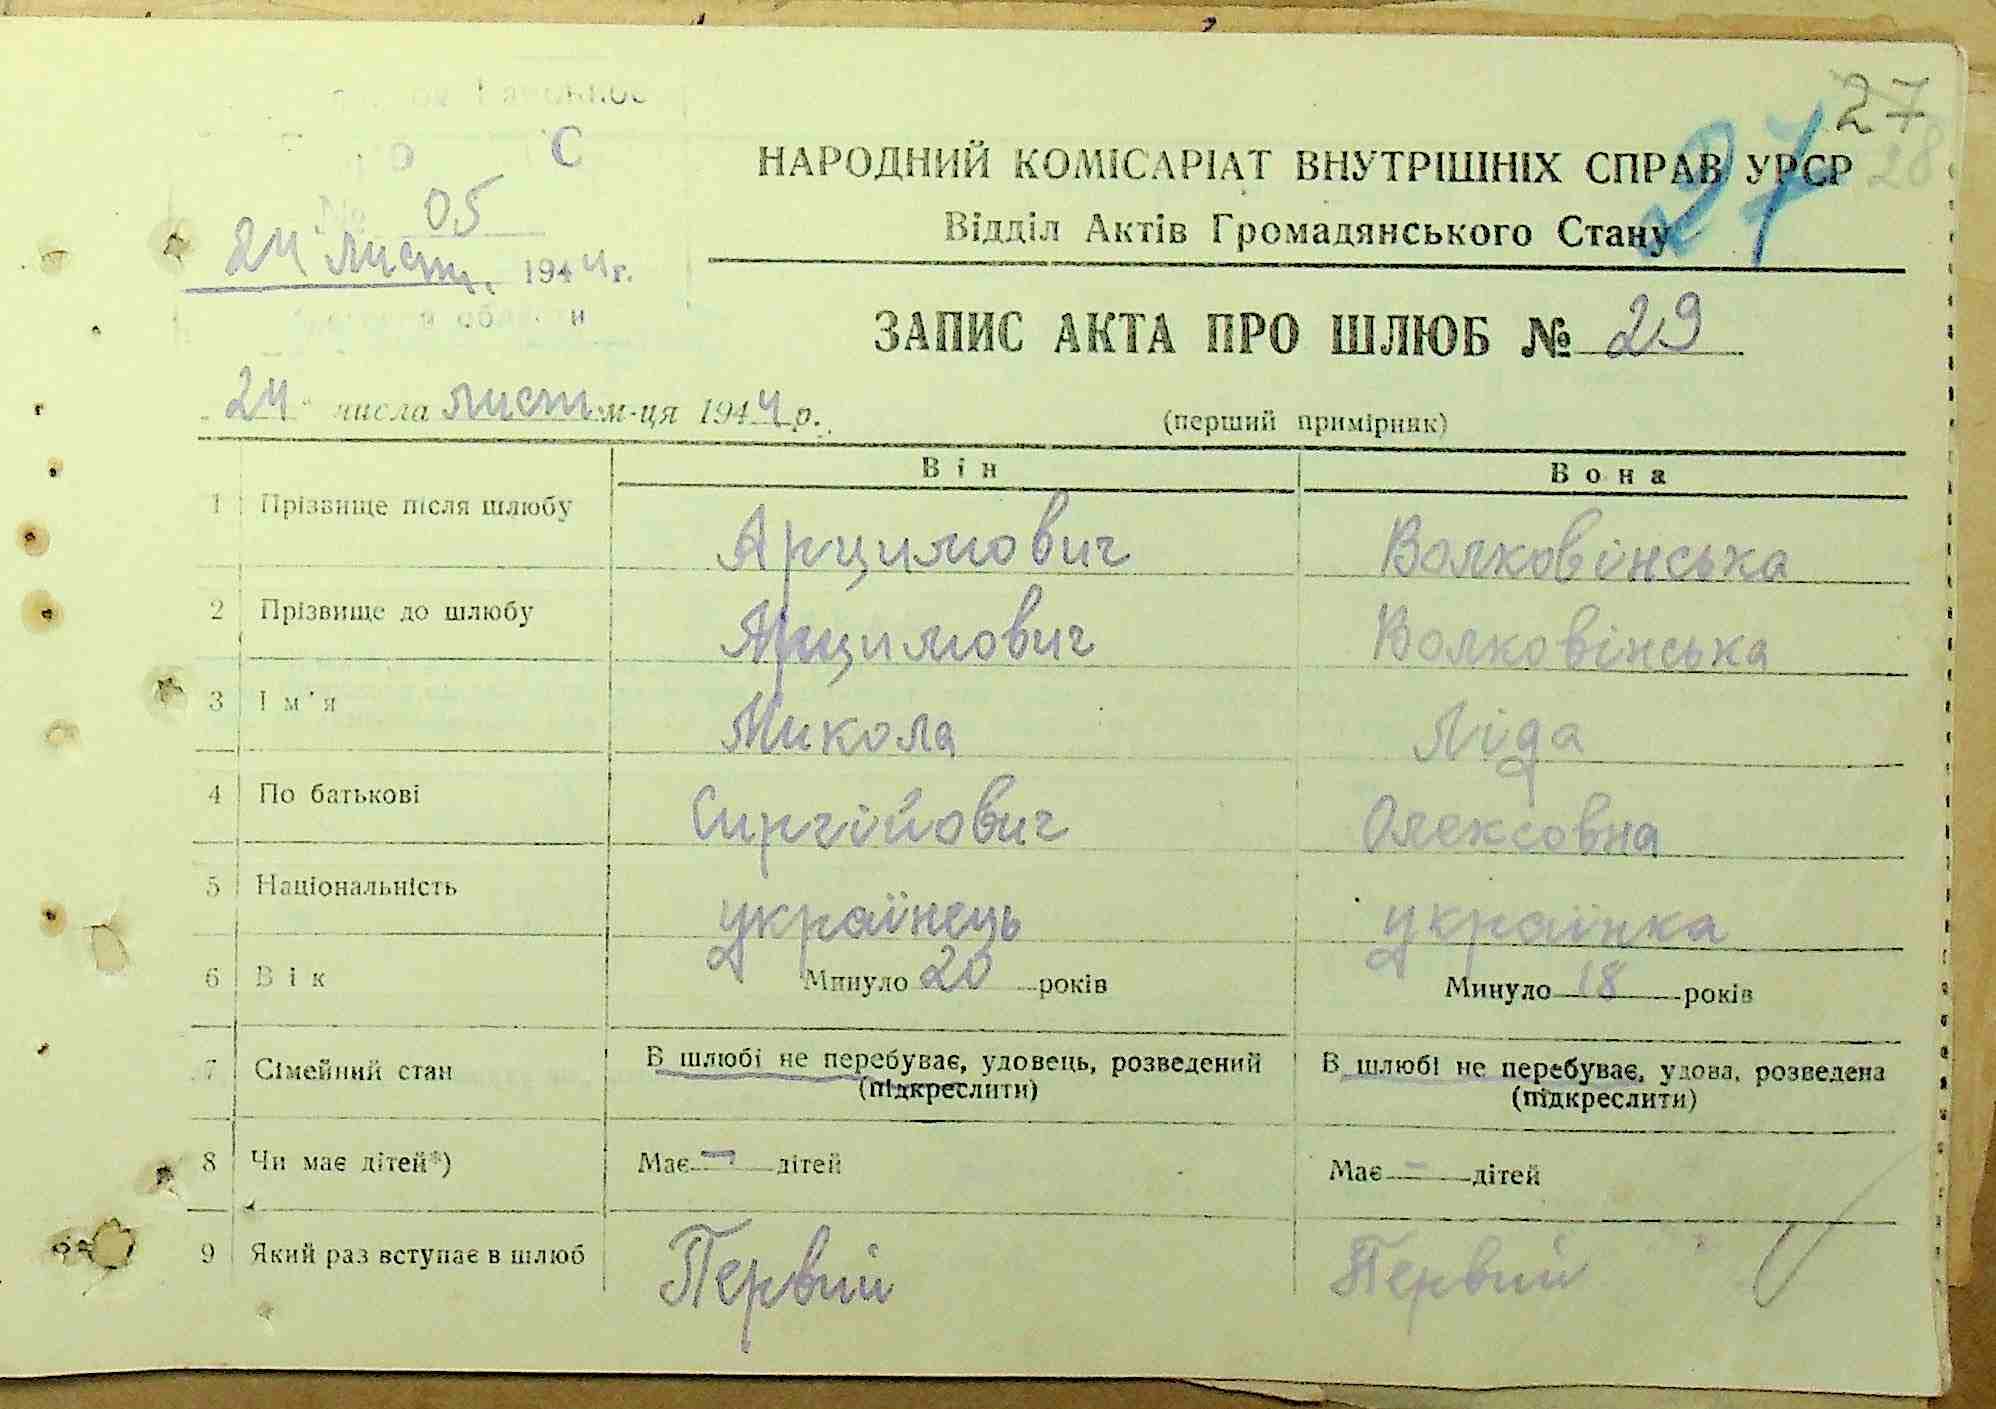 27
28
27
С
№ 05
24 лист. 1944 г.
НАРОДНИЙ КОМІСАРІАТ ВНУТРІШНІХ СПРАВ УРСР
Відділ Актів Громадянського Стану
ЗАПИС АКТА ПРО ШЛЮБ № 29
„24" числа лист. м-ця 1944 р.
(перший примірник)
Він Вона
1 Прізвище після шлюбу Арцимович Волковінська
2 Прізвище до шлюбу Арцимович Волковінська
3 Ім'я Микола Ліда
4 По батькові Сиргійович Олексовна
5 Національність українець українка
6 Вік Минуло 20 років Минуло 18 років
7 Сімейний стан В шлюбі не перебуває, удовець, розведений В шлюбі не перебуває, удова, розведена
(підкреслити) (підкреслити)
8 Чи має дітей*) Має — дітей Має — дітей
9 Який раз вступає в шлюб Первий Первий